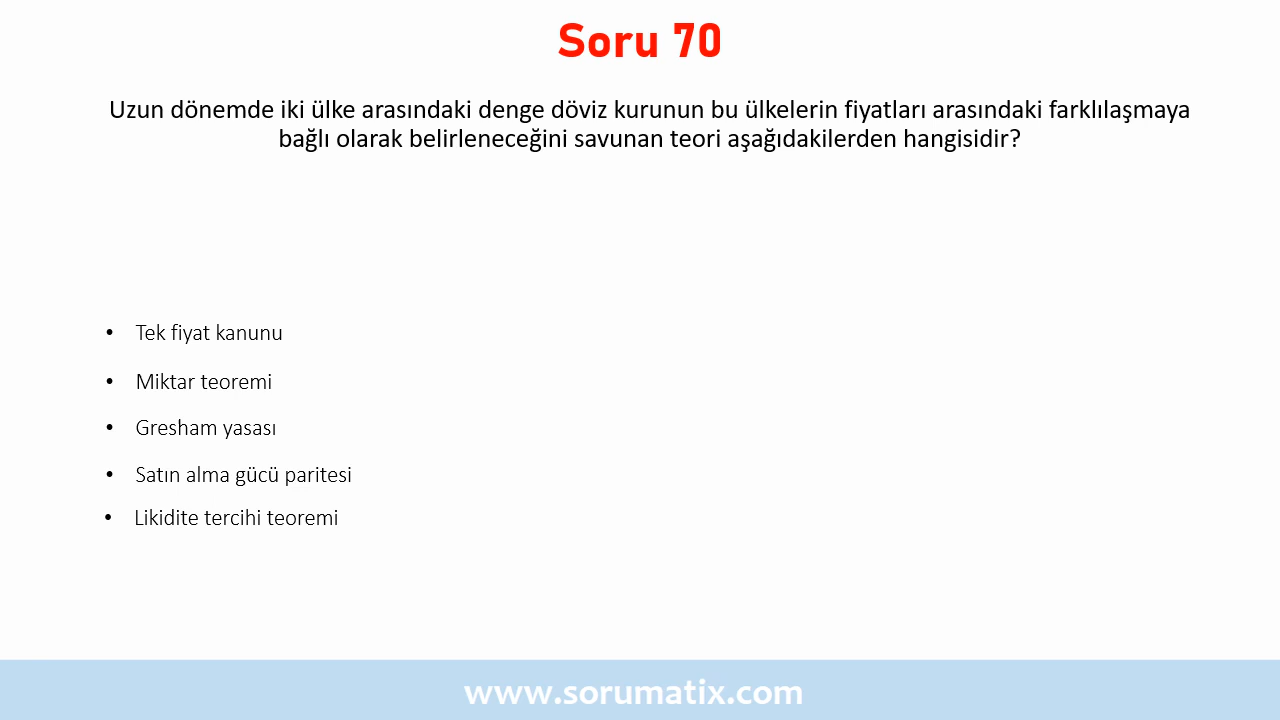 Soru 70
Uzun dönemde iki ülke arasındaki denge döviz kurunun bu ülkelerin fiyatları arasındaki farklılaşmaya
bağlı olarak belirleneceğini savunan teori aşağıdakilerden hangisidir?
• Tek fiyat kanunu
• Miktar teoremi
• Gresham yasası
• Satın alma gücü paritesi
• Likidite tercihi teoremi
www.sorumatix.com